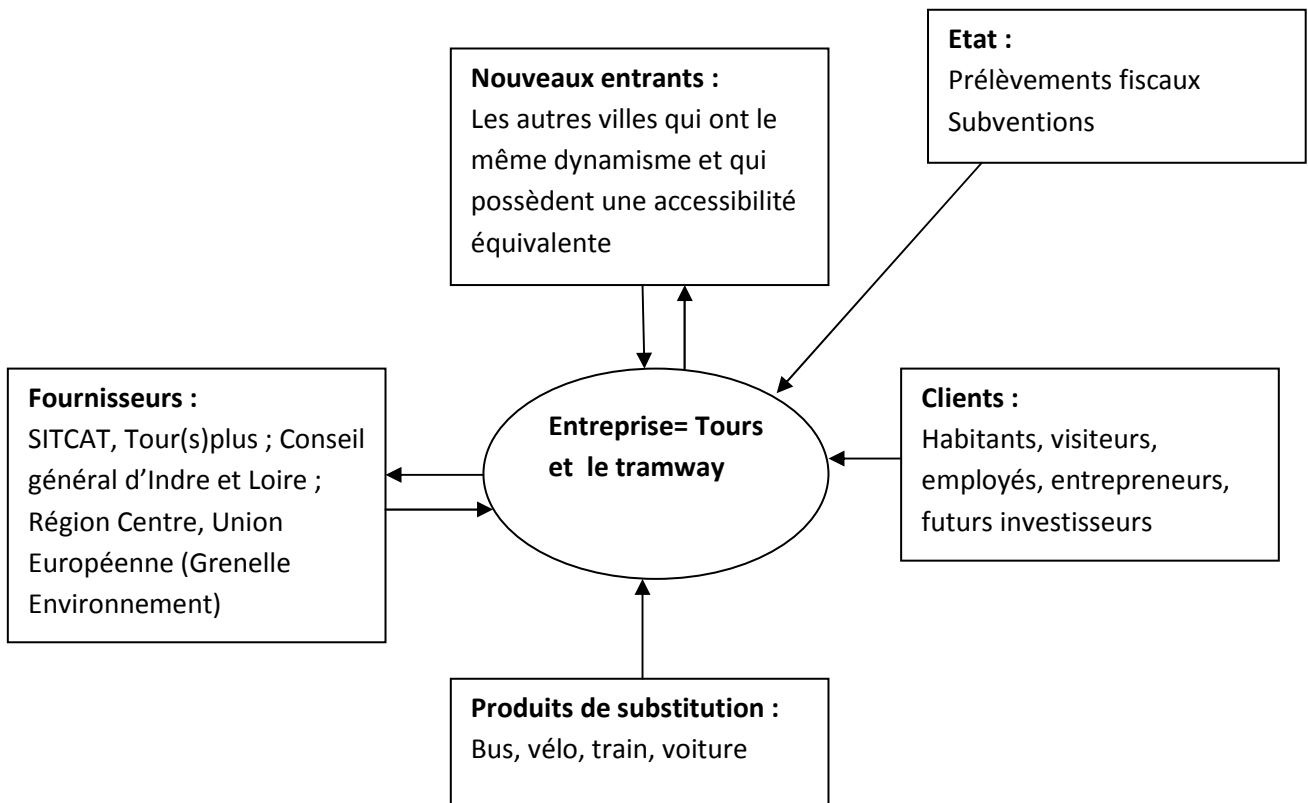 Etat :
Prélèvements fiscaux
Subventions
Nouveaux entrants :
Les autres villes qui ont le
même dynamisme et qui
possèdent une accessibilité
équivalente
Fournisseurs :
SITCAT, Tour(s)plus ; Conseil
général d’Indre et Loire ;
Région Centre, Union
Européenne (Grenelle
Environnement)
Entreprise= Tours
et le tramway
Clients :
Habitants, visiteurs,
employés, entrepreneurs,
futurs investisseurs
Produits de substitution :
Bus, vélo, train, voiture